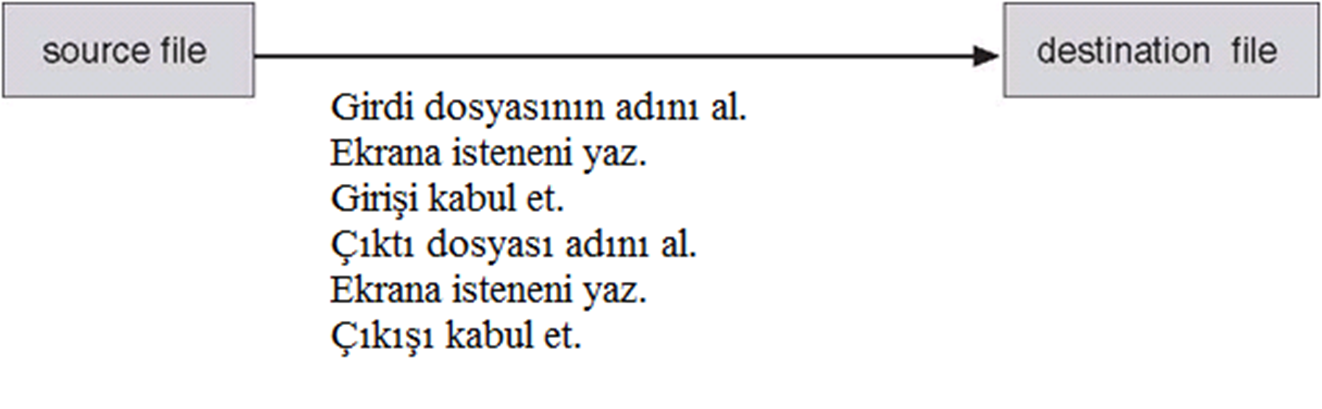 source file
destination file
Girdi dosyasının adını al.
Ekrana isteneni yaz.
Girişi kabul et.
Çıktı dosyası adını al.
Ekrana isteneni yaz.
Çıkışı kabul et.